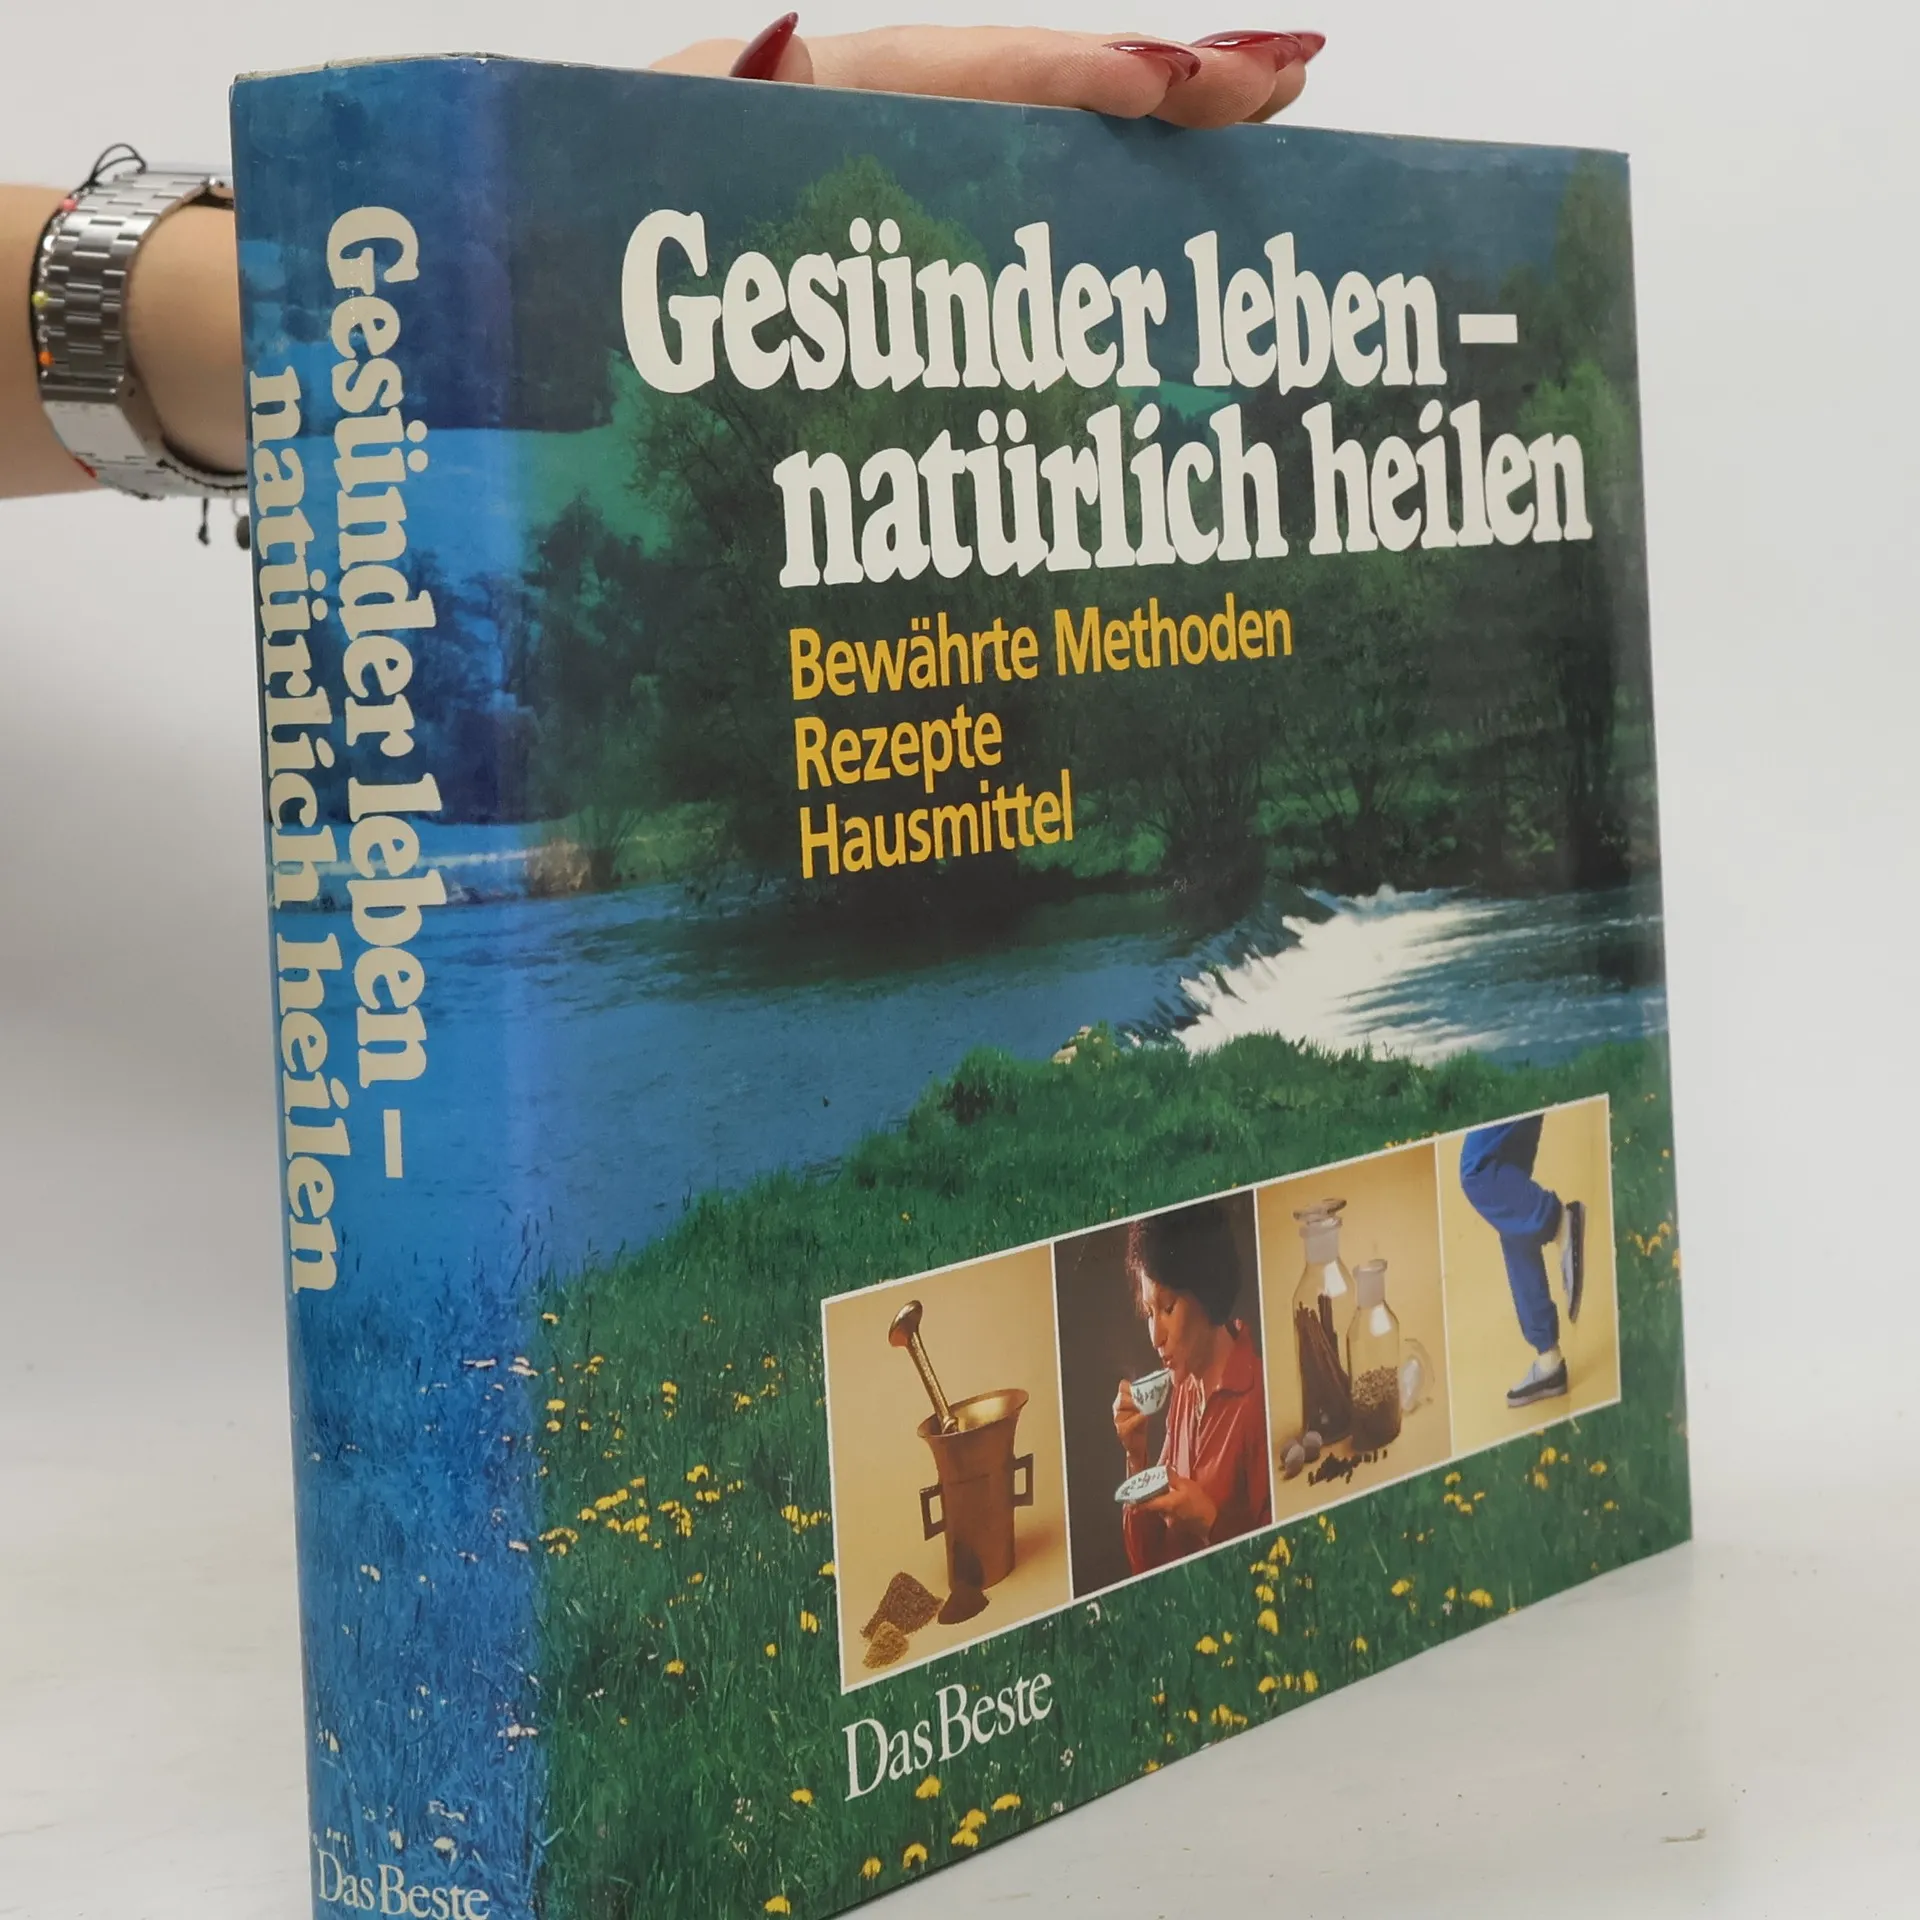 Gesünder leben –
natürlich heilen
Bewährte Methoden
Rezepte
Hausmittel
Das Beste
Gesünder leben –
natürlich heilen
Das Beste